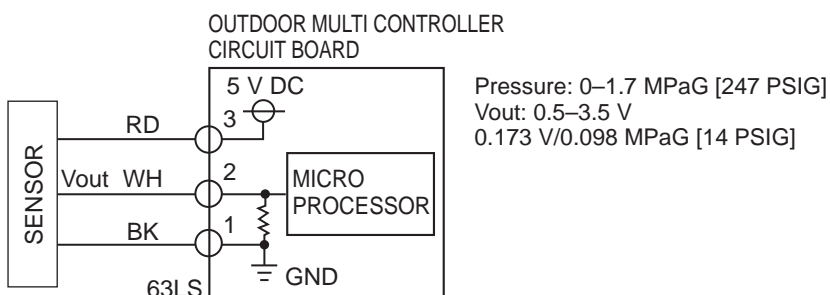 OUTDOOR MULTI CONTROLLER
CIRCUIT BOARD
5 V DC
Pressure: 0–1.7 MPaG [247 PSIG]
Vout: 0.5–3.5 V
0.173 V/0.098 MPaG [14 PSIG]
SENSOR
RD
3
Vout WH
2
MICRO
PROCESSOR
BK
1
GND
63LS